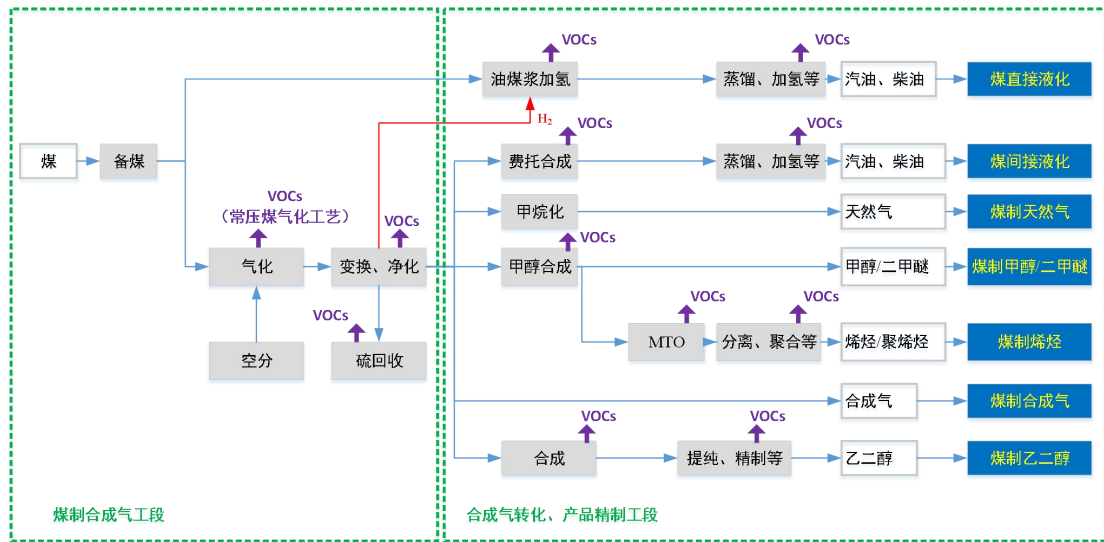 VOCs
VOCs
油煤浆加氢
蒸馏、加氢等
汽油、柴油
煤直接液化
H2
VOCs
VOCs
煤
备煤
费托合成
蒸馏、加氢等
汽油、柴油
煤间接液化
VOCs
（常压煤气化工艺）
VOCs
甲烷化
天然气
煤制天然气
VOCs
气化
变换、净化
甲醇合成
甲醇/二甲醚
煤制甲醇/二甲醚
VOCs
VOCs
VOCs
空分
硫回收
MTO
分离、聚合等
烯烃/聚烯烃
煤制烯烃
合成气
煤制合成气
VOCs
VOCs
合成
提纯、精制等
乙二醇
煤制乙二醇
煤制合成气工段
合成气转化、产品精制工段